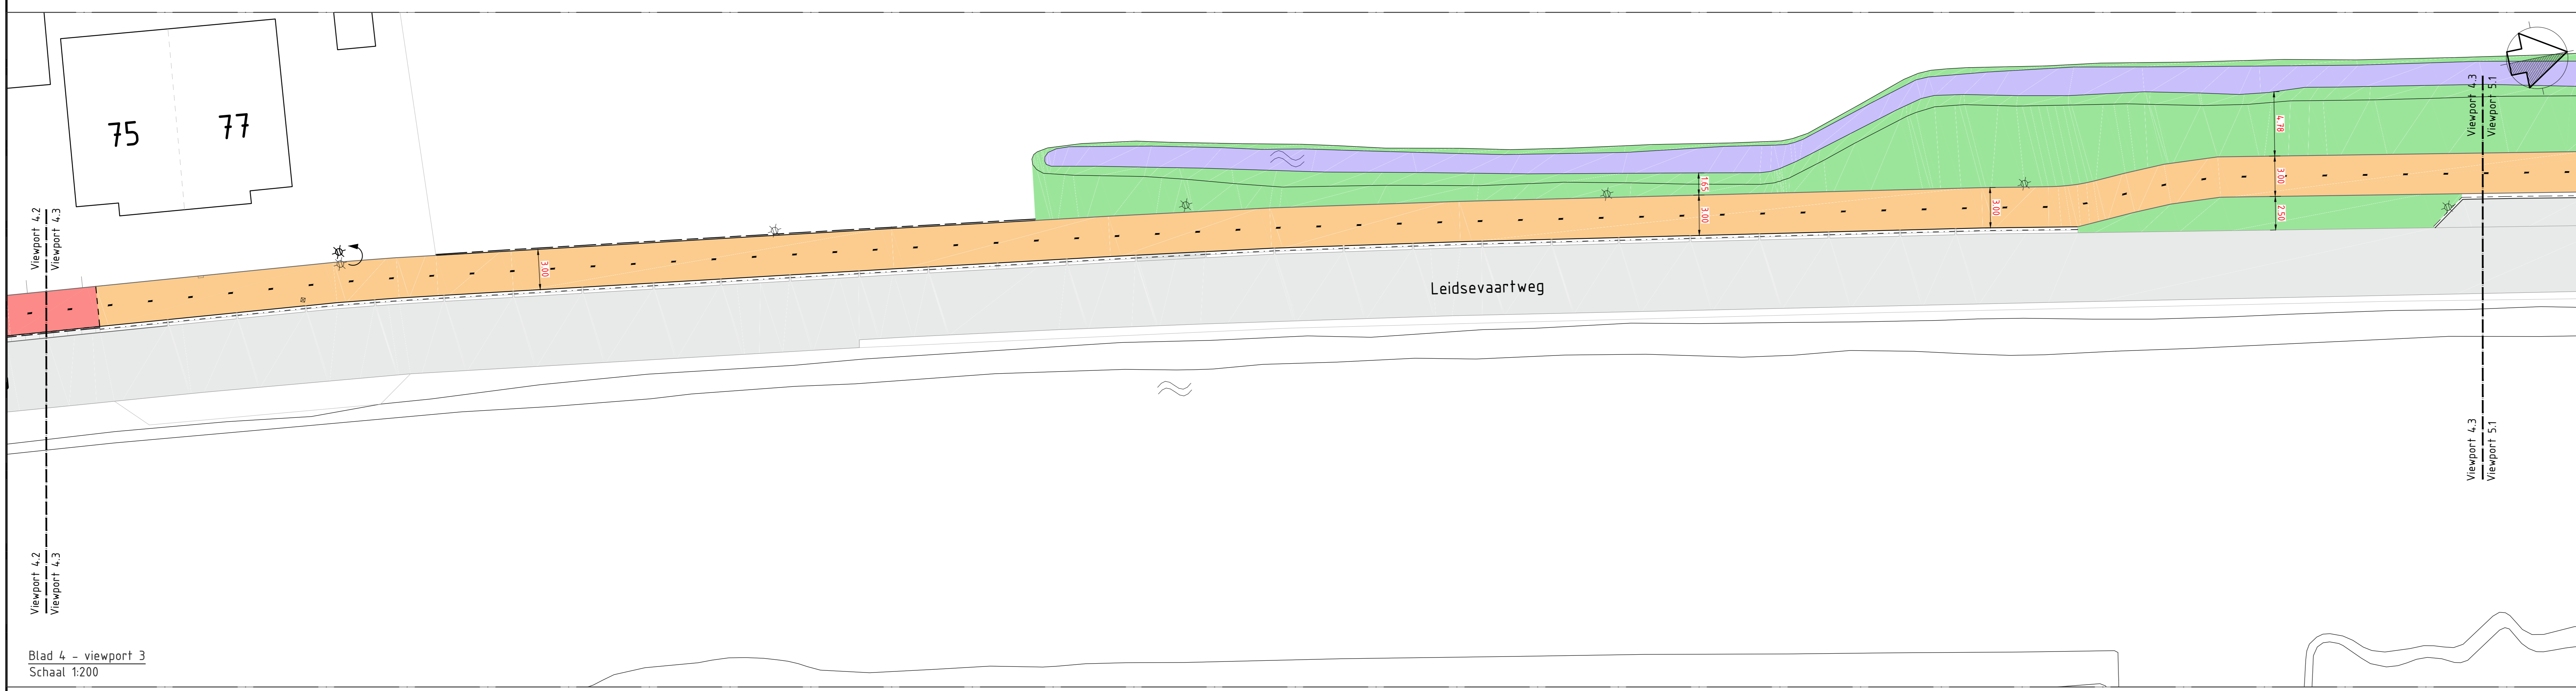 75
77
Viewport 4.2
Viewport 4.3
3.00
1.65
3.00
3.00
4.78
3.00
2.50
Viewport 4.3
Viewport 5.1
Leidsevaartweg
Viewport 4.3
Viewport 5.1
Viewport 4.2
Viewport 4.3
Blad 4 - viewport 3
Schaal 1:200